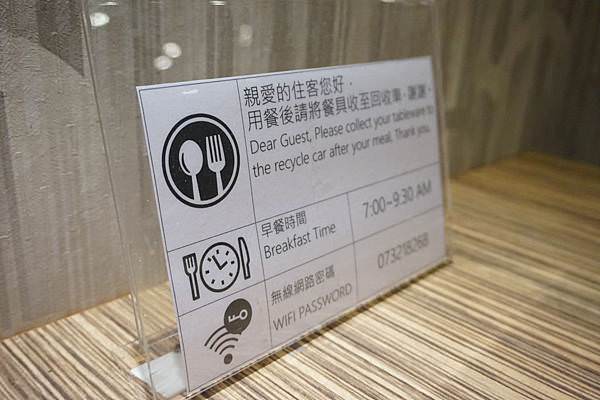 親愛的住客您好，
用餐後請將餐具收至回收車，謝謝。
Dear Guest, Please collect your tableware to
the recycle car after your meal, Thank you.
早餐時間
Breakfast Time
7:00~9:30 AM
無線網路密碼
WIFI PASSWORD
073218268